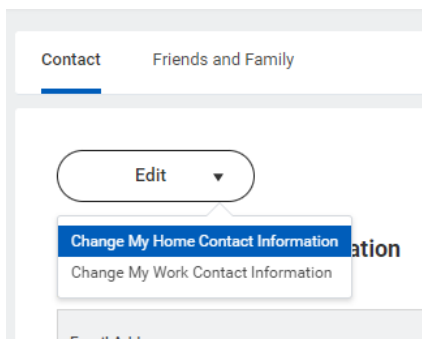 Contact Friends and Family
Edit
Change My Home Contact Information
ation
Change My Work Contact Information